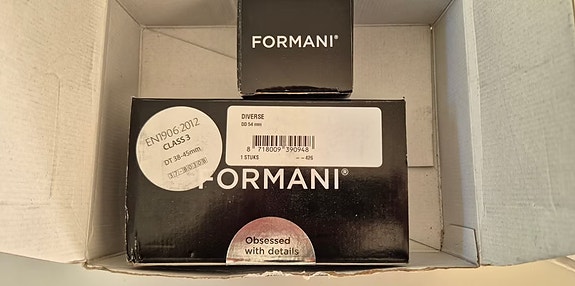 FORMANI®
EN1906:2012
CLASS 3
DT 38-45mm
DIVERSE
DD 54 mm
8 718009 390948
1 STUKS
-- 426
FORMANI®
Obsessed
with details